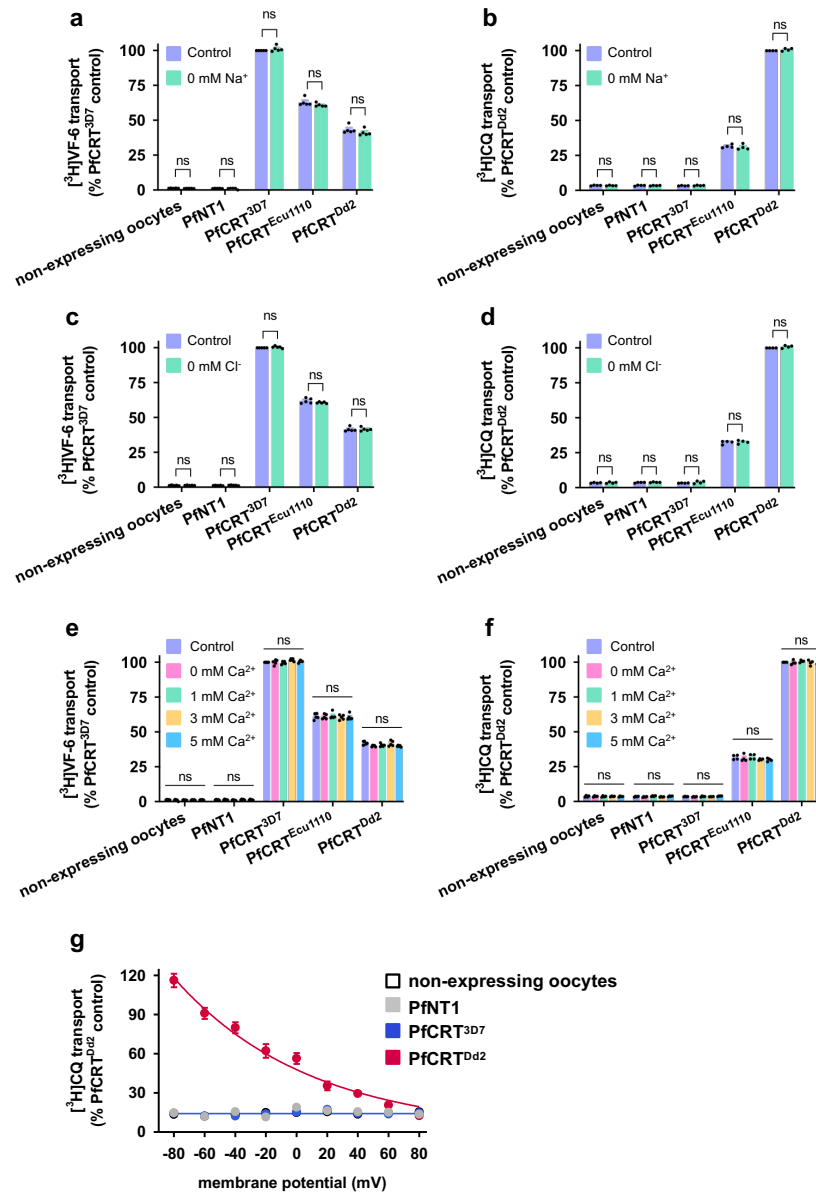 a
[³H]VF-6 transport
(% PfCRT³ᴰ⁷ control)
100
75
50
25
0
Control
0 mM Na⁺
ns
ns
ns
ns
ns
non-expressing oocytes
PfNT1
PfCRT³ᴰ⁷
PfCRTᴱᶜᵘ¹¹¹⁰
PfCRTᴰᵈ²
b
[³H]CQ transport
(% PfCRTᴰᵈ² control)
100
75
50
25
0
Control
0 mM Na⁺
ns
ns
ns
ns
ns
non-expressing oocytes
PfNT1
PfCRT³ᴰ⁷
PfCRTᴱᶜᵘ¹¹¹⁰
PfCRTᴰᵈ²
c
[³H]VF-6 transport
(% PfCRT³ᴰ⁷ control)
100
75
50
25
0
Control
0 mM Cl⁻
ns
ns
ns
ns
ns
non-expressing oocytes
PfNT1
PfCRT³ᴰ⁷
PfCRTᴱᶜᵘ¹¹¹⁰
PfCRTᴰᵈ²
d
[³H]CQ transport
(% PfCRTᴰᵈ² control)
100
75
50
25
0
Control
0 mM Cl⁻
ns
ns
ns
ns
ns
non-expressing oocytes
PfNT1
PfCRT³ᴰ⁷
PfCRTᴱᶜᵘ¹¹¹⁰
PfCRTᴰᵈ²
e
[³H]VF-6 transport
(% PfCRT³ᴰ⁷ control)
100
75
50
25
0
Control
0 mM Ca²⁺
1 mM Ca²⁺
3 mM Ca²⁺
5 mM Ca²⁺
ns
ns
ns
ns
ns
non-expressing oocytes
PfNT1
PfCRT³ᴰ⁷
PfCRTᴱᶜᵘ¹¹¹⁰
PfCRTᴰᵈ²
f
[³H]CQ transport
(% PfCRTᴰᵈ² control)
100
75
50
25
0
Control
0 mM Ca²⁺
1 mM Ca²⁺
3 mM Ca²⁺
5 mM Ca²⁺
ns
ns
ns
ns
ns
non-expressing oocytes
PfNT1
PfCRT³ᴰ⁷
PfCRTᴱᶜᵘ¹¹¹⁰
PfCRTᴰᵈ²
g
[³H]CQ transport
(% PfCRTᴰᵈ² control)
120
90
60
30
0
-80 -60 -40 -20 0 20 40 60 80
membrane potential (mV)
non-expressing oocytes
PfNT1
PfCRT³ᴰ⁷
PfCRTᴰᵈ²